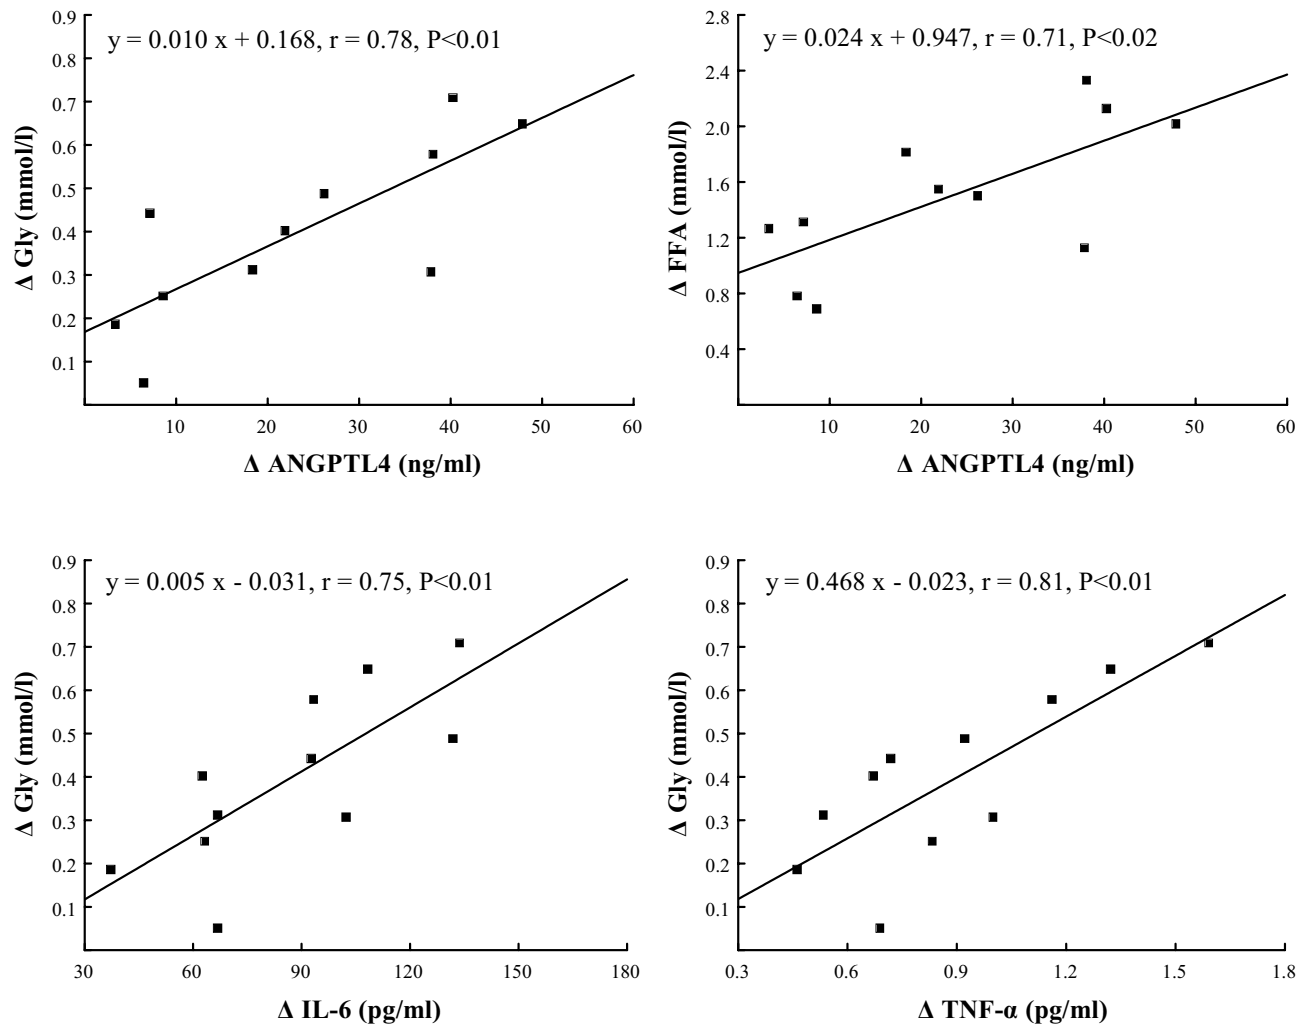 y = 0.010 x + 0.168, r = 0.78, P<0.01
Δ Gly (mmol/l)
0.9
0.8
0.7
0.6
0.5
0.4
0.3
0.2
0.1
10 20 30 40 50 60
Δ ANGPTL4 (ng/ml)
y = 0.024 x + 0.947, r = 0.71, P<0.02
Δ FFA (mmol/l)
2.8
2.4
2.0
1.6
1.2
0.8
0.4
10 20 30 40 50 60
Δ ANGPTL4 (ng/ml)
y = 0.005 x - 0.031, r = 0.75, P<0.01
Δ Gly (mmol/l)
0.9
0.8
0.7
0.6
0.5
0.4
0.3
0.2
0.1
30 60 90 120 150 180
Δ IL-6 (pg/ml)
y = 0.468 x - 0.023, r = 0.81, P<0.01
Δ Gly (mmol/l)
0.9
0.8
0.7
0.6
0.5
0.4
0.3
0.2
0.1
0.3 0.6 0.9 1.2 1.5 1.8
Δ TNF-α (pg/ml)